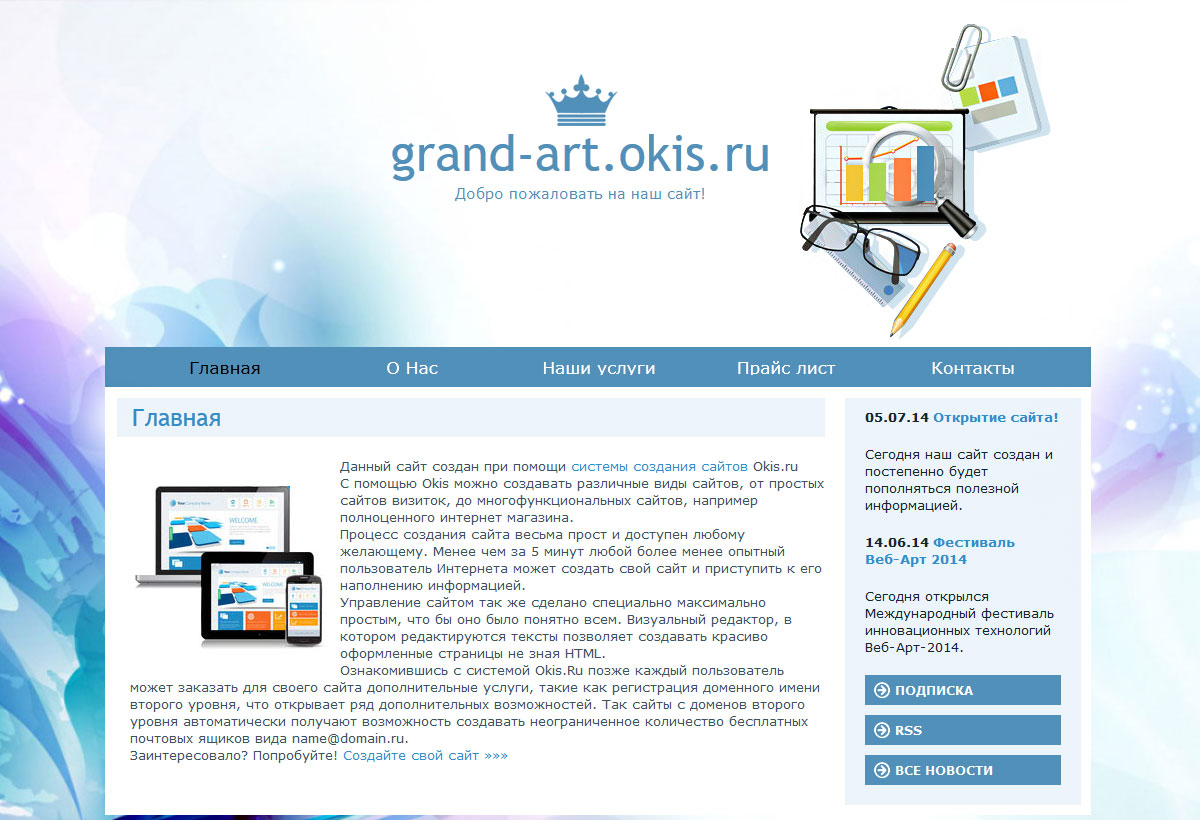 grand-art.okis.ru
Добро пожаловать на наш сайт!
Главная
О Нас
Наши услуги
Прайс лист
Контакты
Главная
Данный сайт создан при помощи системы создания сайтов Okis.ru
С помощью Okis можно создавать различные виды сайтов, от простых
сайтов визиток, до многофункциональных сайтов, например
полноценного интернет магазина.
Процесс создания сайта весьма прост и доступен любому
желающему. Менее чем за 5 минут любой более менее опытный
пользователь Интернета может создать свой сайт и приступить к его
наполнению информацией.
Управление сайтом так же сделано специально максимально
простым, что бы оно было понятно всем. Визуальный редактор, в
котором редактируются тексты позволяет создавать красиво
оформленные страницы не зная HTML.
Ознакомившись с системой Okis.Ru позже каждый пользователь
может заказать для своего сайта дополнительные услуги, такие как регистрация доменного имени
второго уровня, что открывает ряд дополнительных возможностей. Так сайты с доменов второго
уровня автоматически получают возможность создавать неограниченное количество бесплатных
почтовых ящиков вида name@domain.ru.
Заинтересовало? Попробуйте! Создайте свой сайт »»»
WELCOME
05.07.14 Открытие сайта!
Сегодня наш сайт создан и
постепенно будет
пополняться полезной
информацией.
14.06.14 Фестиваль
Веб-Арт 2014
Сегодня открылся
Международный фестиваль
инновационных технологий
Веб-Арт-2014.
ПОДПИСКА
RSS
ВСЕ НОВОСТИ